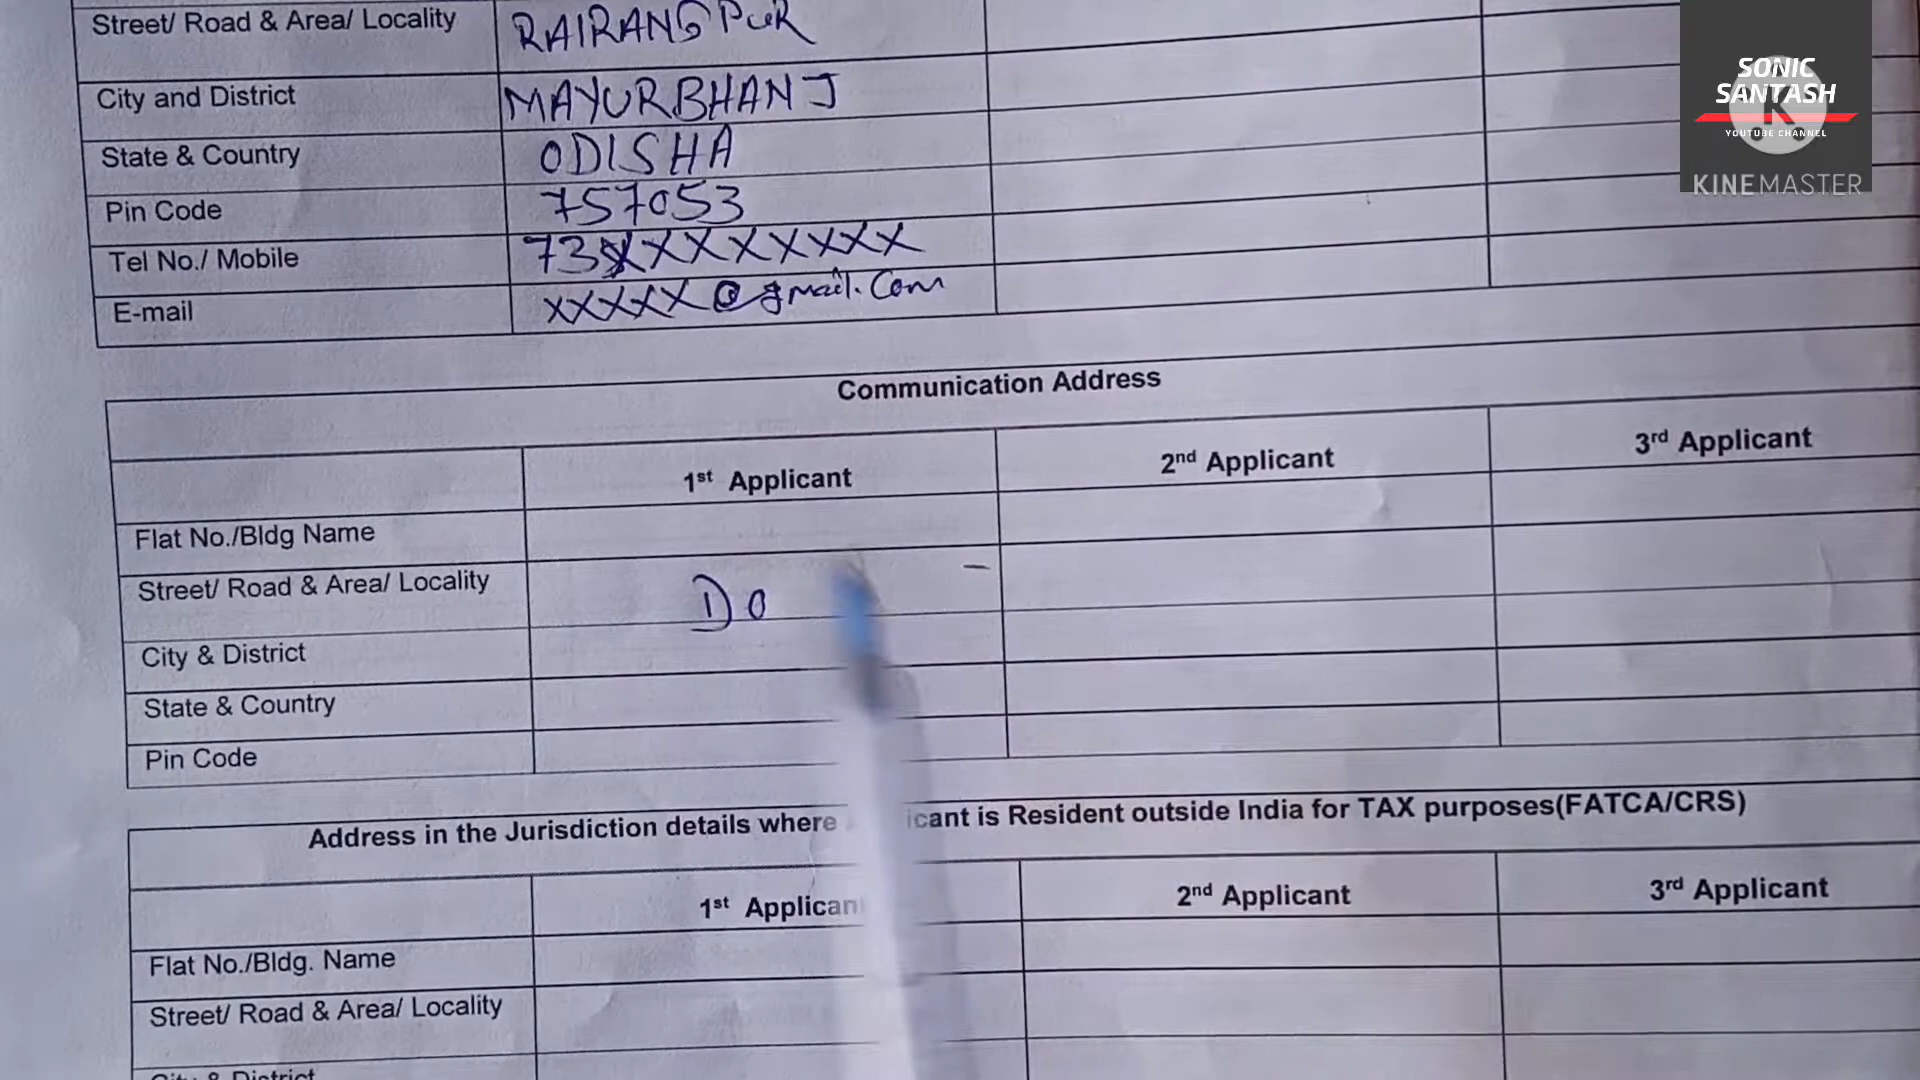 Street/ Road & Area/ Locality RAIRANGPUR
City and District MAYURBHANJ
State & Country ODISHA
Pin Code 757053
Tel No./ Mobile 73XXXXXXXX
E-mail XXXXX@gmail.com
SONIC
SANTASH
YOUTUBE CHANNEL
KINEMASTER
Communication Address
1st Applicant 2nd Applicant 3rd Applicant
Flat No./Bldg Name
Street/ Road & Area/ Locality Do
City & District
State & Country
Pin Code
Address in the Jurisdiction details where icant is Resident outside India for TAX purposes(FATCA/CRS)
1st Applican 2nd Applicant 3rd Applicant
Flat No./Bldg. Name
Street/ Road & Area/ Locality
City & District